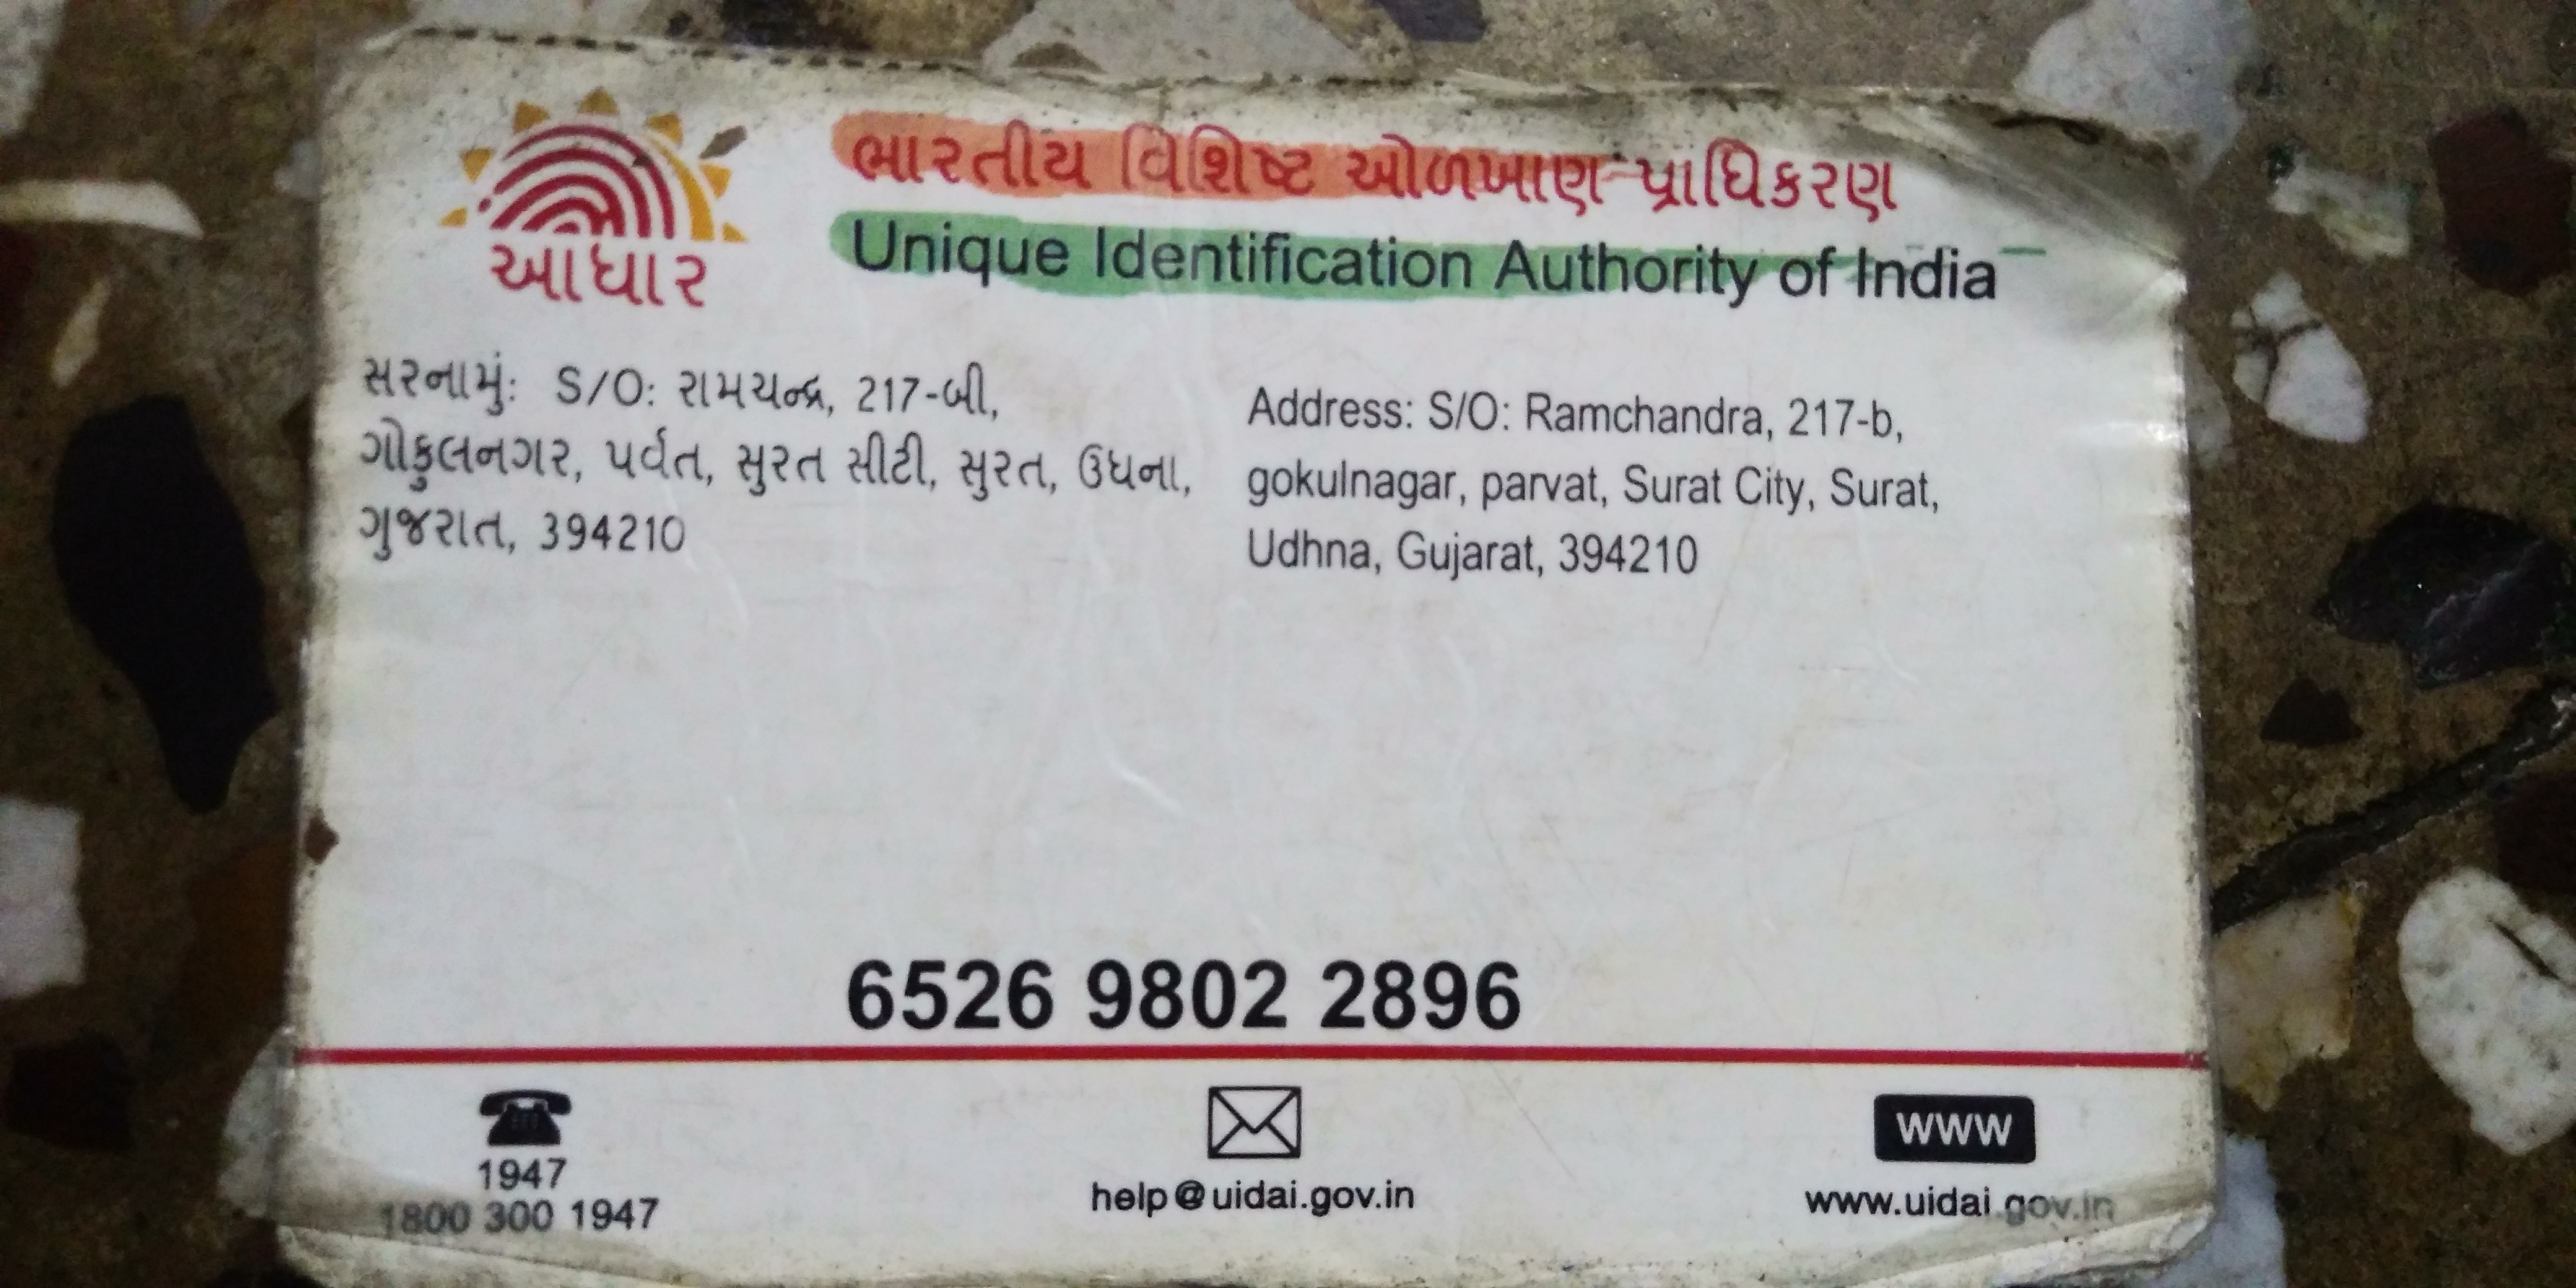 આધાર
ભારતીય વિશિષ્ટ ઓળખાણ પ્રાધિકરણ
Unique Identification Authority of India
સરનામું: S/O: રામચન્દ્ર, 217-બી,
ગોકુલનગર, પર્વત, સુરત સીટી, સુરત, ઉધના,
ગુજરાત, 394210
Address: S/O: Ramchandra, 217-b,
gokulnagar, parvat, Surat City, Surat,
Udhna, Gujarat, 394210
6526 9802 2896
1947
1800 300 1947
help@uidai.gov.in
www
www.uidai.gov.in